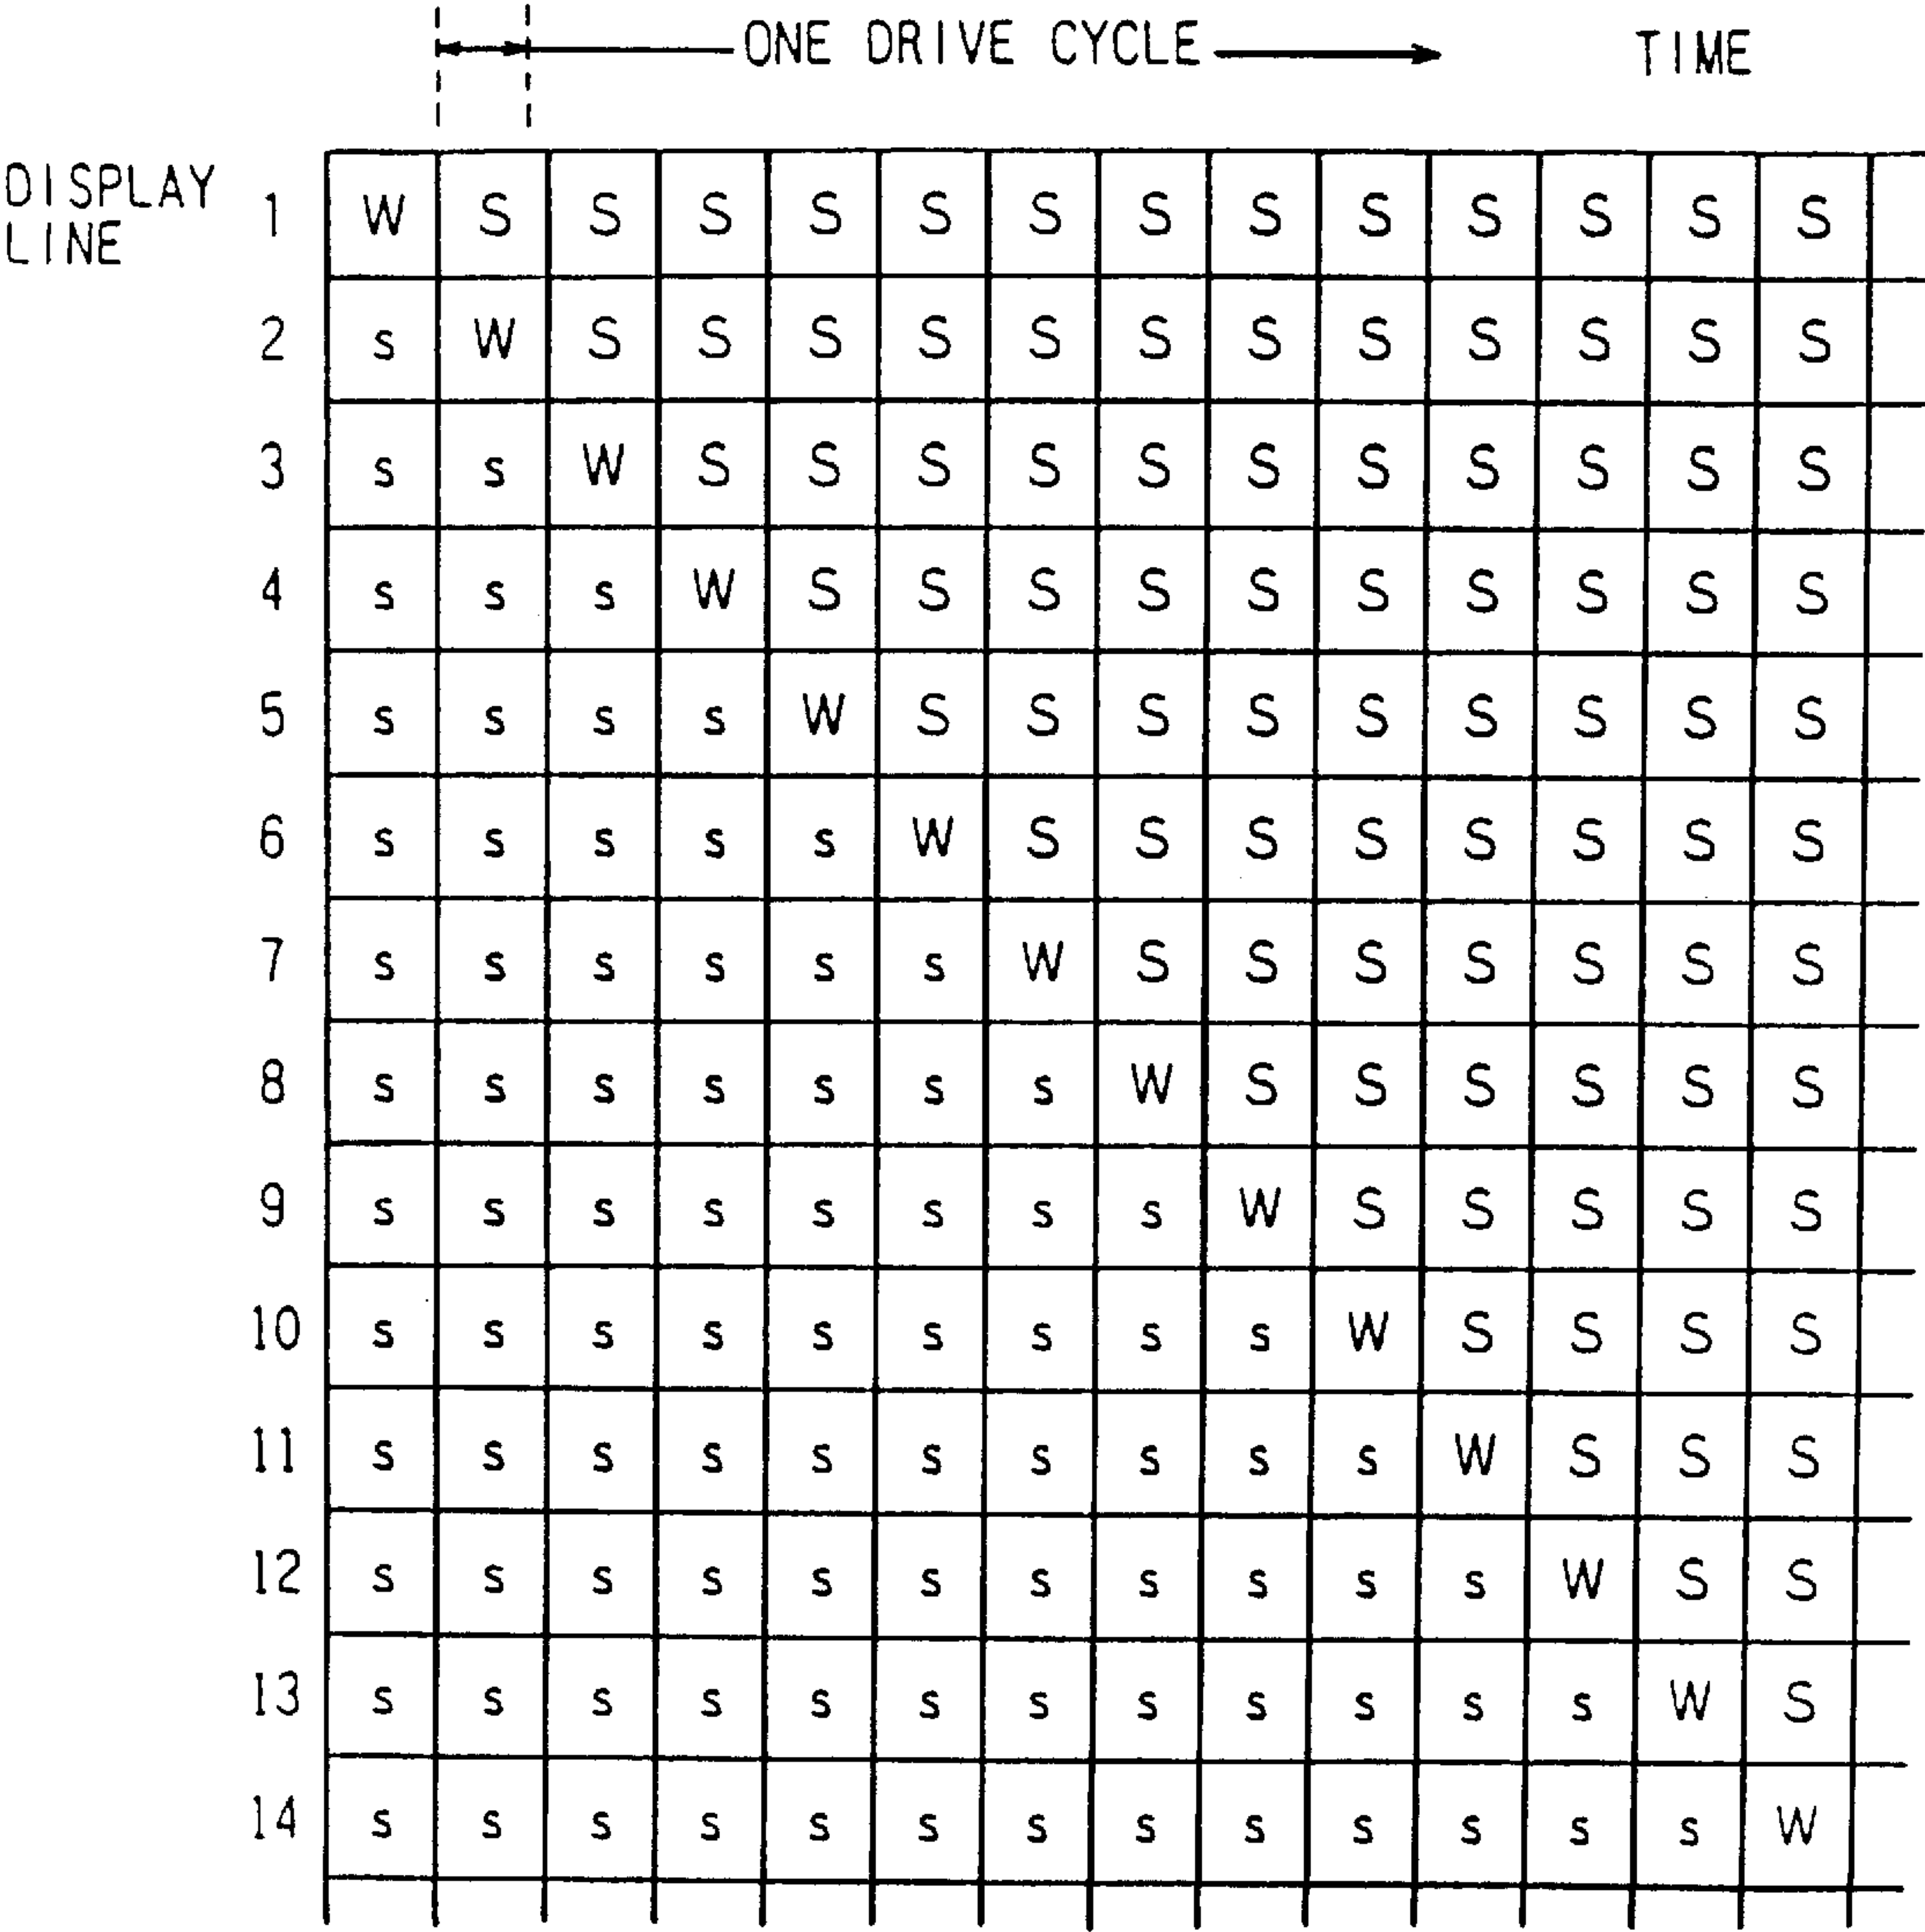 ONE DRIVE CYCLE TIME
DISPLAY
LINE
1 W S S S S S S S S S S S S S
2 s W S S S S S S S S S S S S
3 s s W S S S S S S S S S S S
4 s s s W S S S S S S S S S S
5 s s s s W S S S S S S S S S
6 s s s s s W S S S S S S S S
7 s s s s s s W S S S S S S S
8 s s s s s s s W S S S S S S
9 s s s s s s s s W S S S S S
10 s s s s s s s s s W S S S S
11 s s s s s s s s s s W S S S
12 s s s s s s s s s s s W S S
13 s s s s s s s s s s s s W S
14 s s s s s s s s s s s s s W